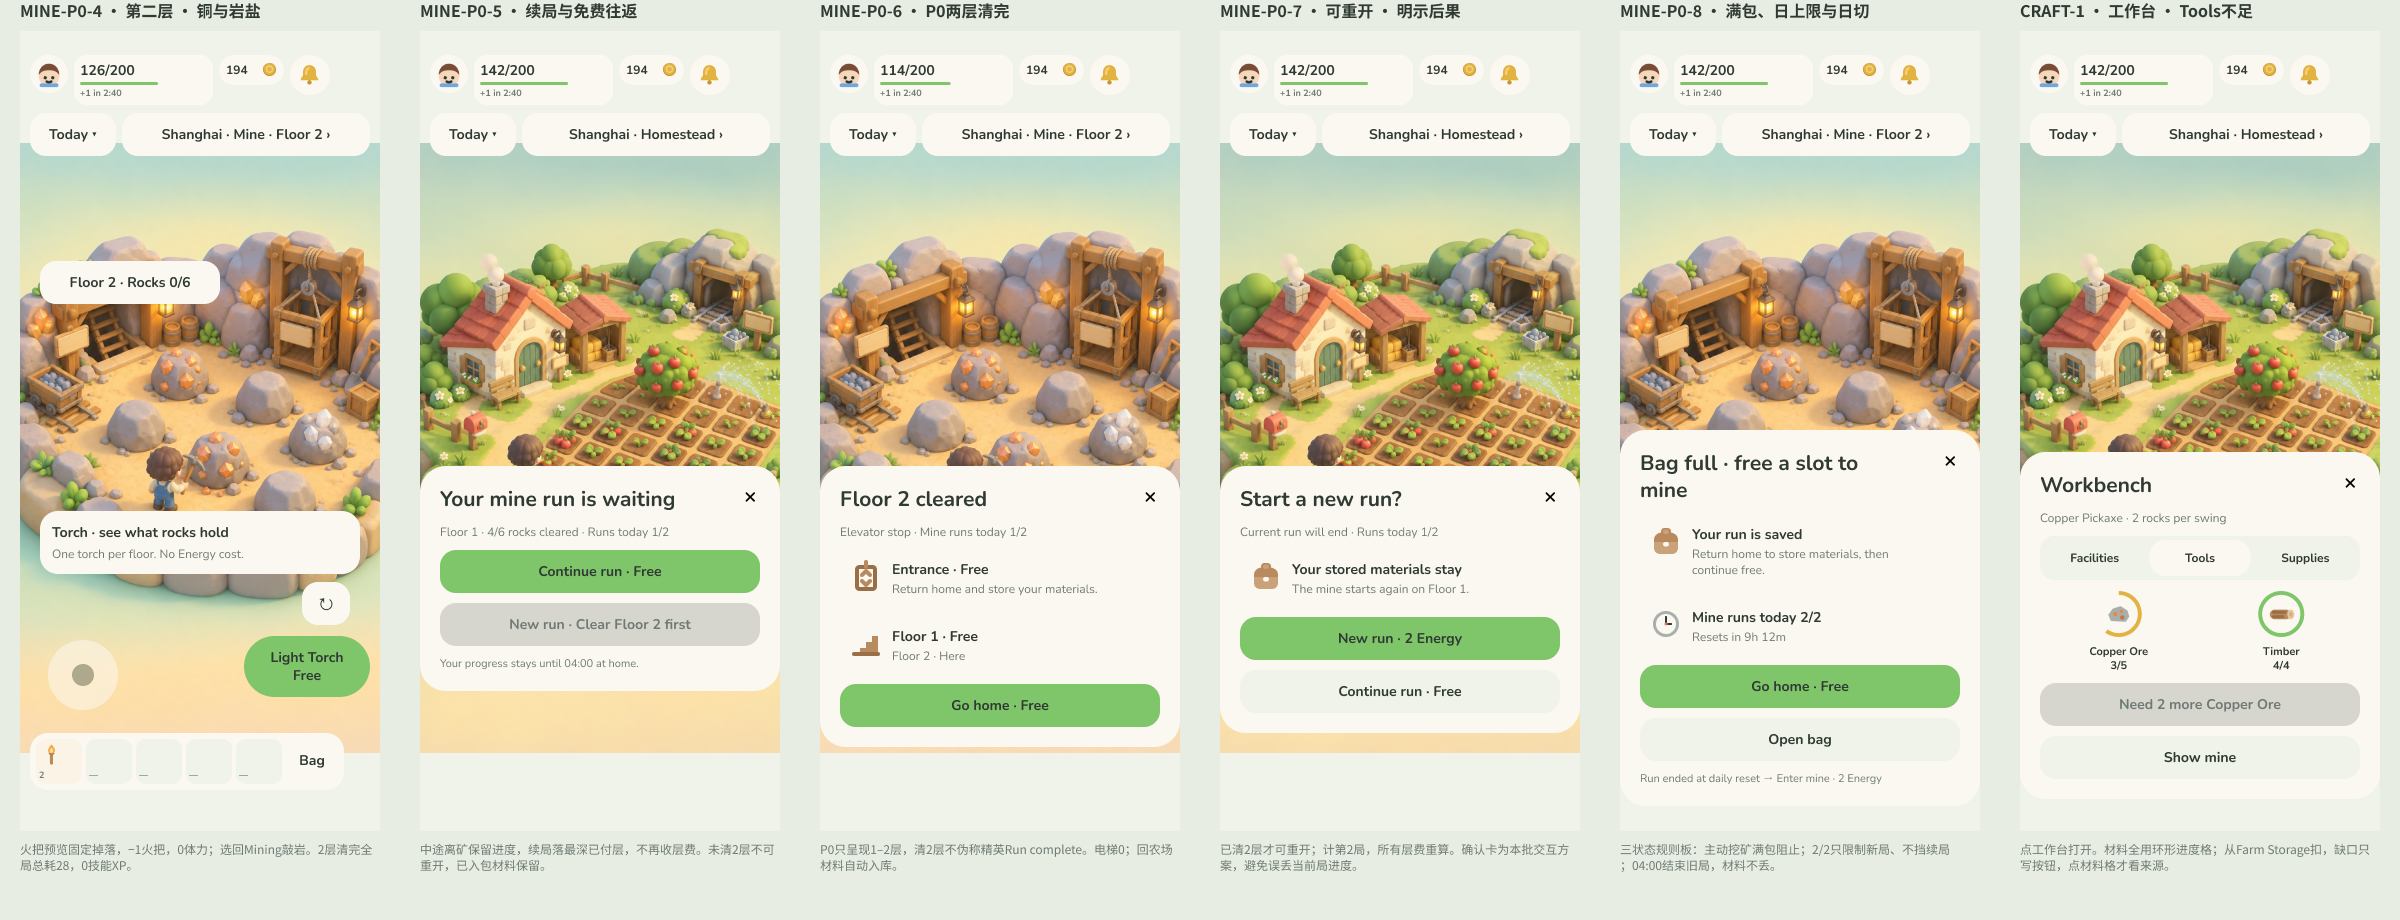 MINE-P0-4 · 第二层 · 铜与岩盐
126/200
+1 in 2:40
194
Today ▾
Shanghai · Mine · Floor 2 ›
Floor 2 · Rocks 0/6
Torch · see what rocks hold
One torch per floor. No Energy cost.
↻
Light Torch
Free
2
—
—
—
—
Bag
火把预览固定掉落，−1火把，0体力；选回Mining敲岩。2层清完全
局总耗28，0技能XP。
MINE-P0-5 · 续局与免费往返
142/200
+1 in 2:40
194
Today ▾
Shanghai · Homestead ›
Your mine run is waiting
×
Floor 1 · 4/6 rocks cleared · Runs today 1/2
Continue run · Free
New run · Clear Floor 2 first
Your progress stays until 04:00 at home.
中途离矿保留进度，续局落最深已付层，不再收层费。未清2层不可
重开，已入包材料保留。
MINE-P0-6 · P0两层清完
114/200
+1 in 2:40
194
Today ▾
Shanghai · Mine · Floor 2 ›
Floor 2 cleared
×
Elevator stop · Mine runs today 1/2
Entrance · Free
Return home and store your materials.
Floor 1 · Free
Floor 2 · Here
Go home · Free
P0只呈现1–2层，清2层不伪称精英Run complete。电梯0；回农场
材料自动入库。
MINE-P0-7 · 可重开 · 明示后果
142/200
+1 in 2:40
194
Today ▾
Shanghai · Homestead ›
Start a new run?
×
Current run will end · Runs today 1/2
Your stored materials stay
The mine starts again on Floor 1.
New run · 2 Energy
Continue run · Free
已清2层才可重开；计第2局，所有层费重算。确认卡为本批交互方
案，避免误丢当前局进度。
MINE-P0-8 · 满包、日上限与日切
142/200
+1 in 2:40
194
Today ▾
Shanghai · Mine · Floor 2 ›
Bag full · free a slot to
mine
×
Your run is saved
Return home to store materials, then
continue free.
Mine runs today 2/2
Resets in 9h 12m
Go home · Free
Open bag
Run ended at daily reset → Enter mine · 2 Energy
三状态规则板：主动挖矿满包阻止；2/2只限制新局、不挡续局
；04:00结束旧局，材料不丢。
CRAFT-1 · 工作台 · Tools不足
142/200
+1 in 2:40
194
Today ▾
Shanghai · Homestead ›
Workbench
×
Copper Pickaxe · 2 rocks per swing
Facilities
Tools
Supplies
Copper Ore
3/5
Timber
4/4
Need 2 more Copper Ore
Show mine
点工作台打开。材料全用环形进度格；从Farm Storage扣，缺口只
写按钮，点材料格才看来源。